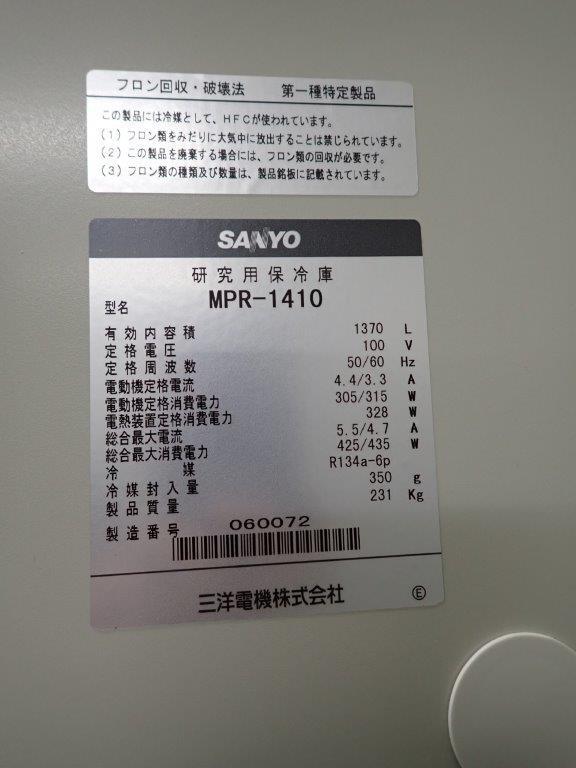 フロン回収・破壊法 第一種特定製品
この製品には冷媒として、HFCが使われています。
(1)フロン類をみだりに大気中に放出することは禁じられています。
(2)この製品を廃棄する場合には、フロン類の回収が必要です。
(3)フロン類の種類及び数量は、製品銘板に記載されています。
SANYO
研究用保冷庫
型名 MPR-1410
有効内容積 1370 L
定格電圧 100 V
定格周波数 50/60 Hz
電動機定格電流 4.4/3.3 A
電動機定格消費電力 305/315 W
電熱装置定格消費電力 328 W
総合最大電流 5.5/4.7 A
総合最大消費電力 425/435 W
冷媒 R134a-6p
冷媒封入量 350 g
製品質量 231 Kg
製造番号 060072
三洋電機株式会社 Ⓔ